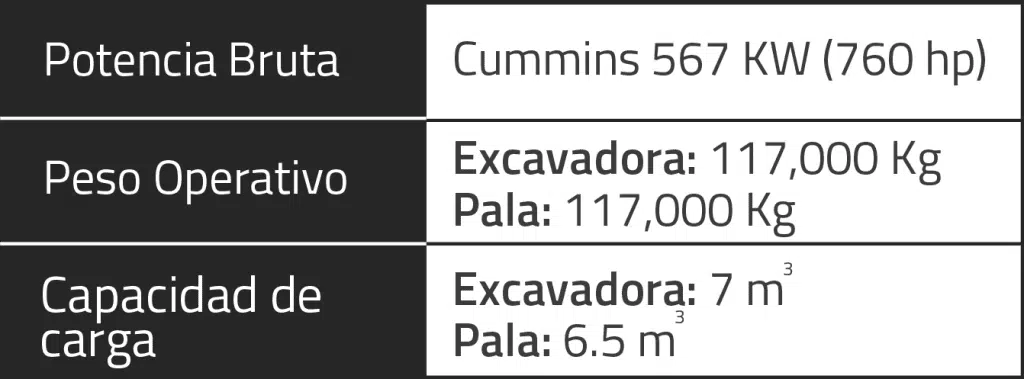 Potencia Bruta
Cummins 567 KW (760 hp)
Peso Operativo
Excavadora: 117,000 Kg
Pala: 117,000 Kg
Capacidad de
carga
Excavadora: 7 m³
Pala: 6.5 m³